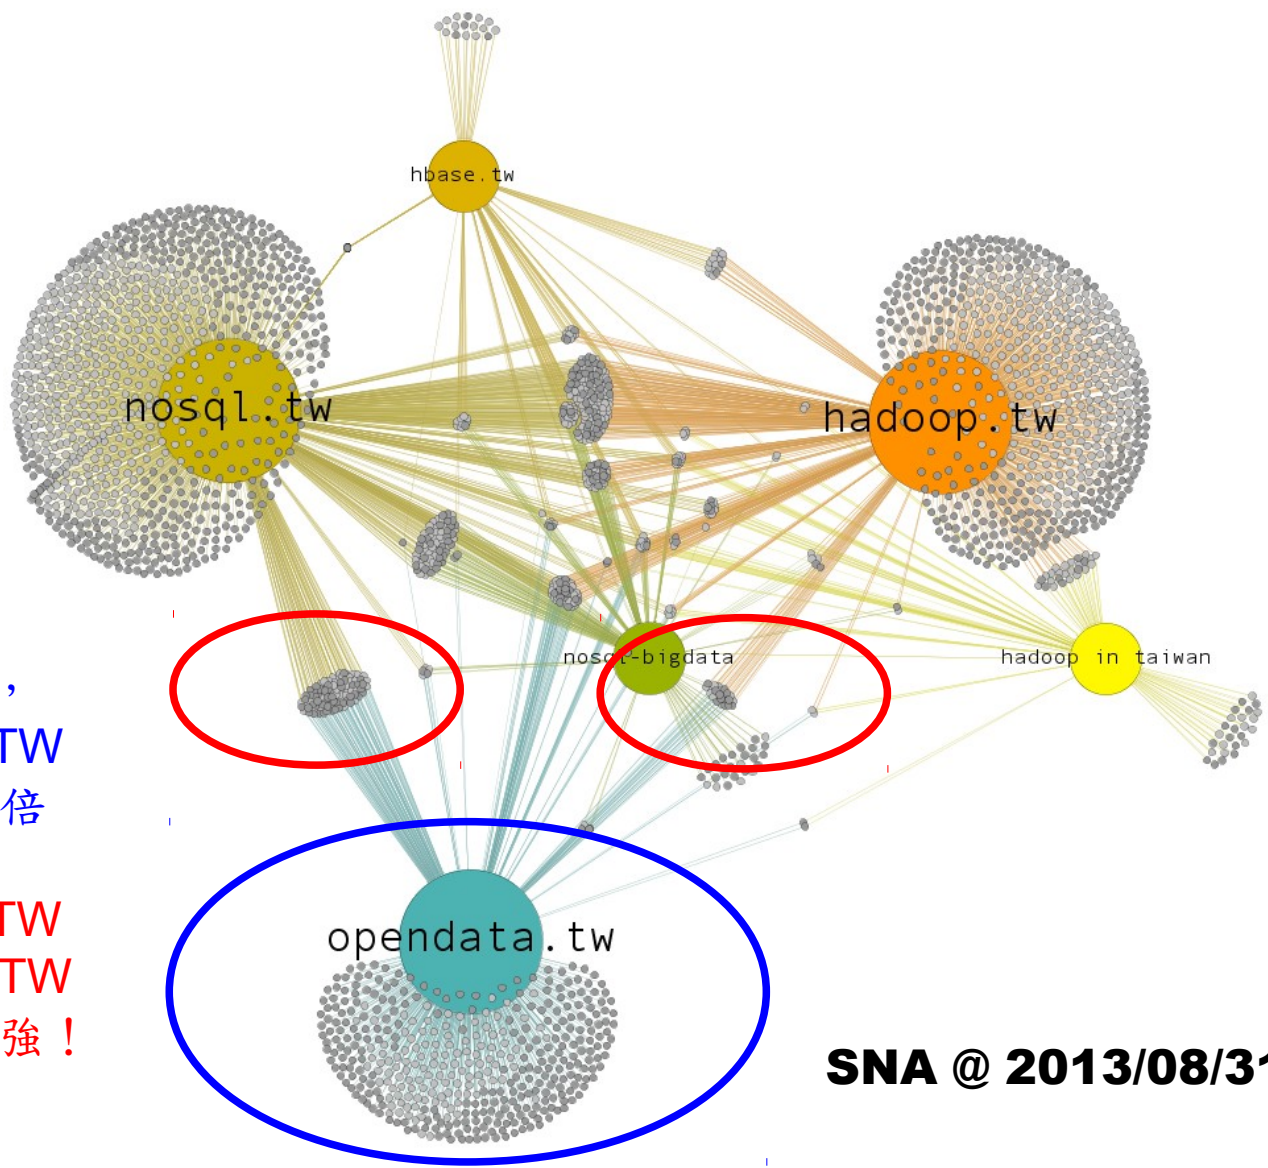 hbase.tw
nosql.tw
hadoop.tw
nosql-bigdata
hadoop in taiwan
，
TW
倍
TW
TW
強！
opendata.tw
SNA @ 2013/08/31